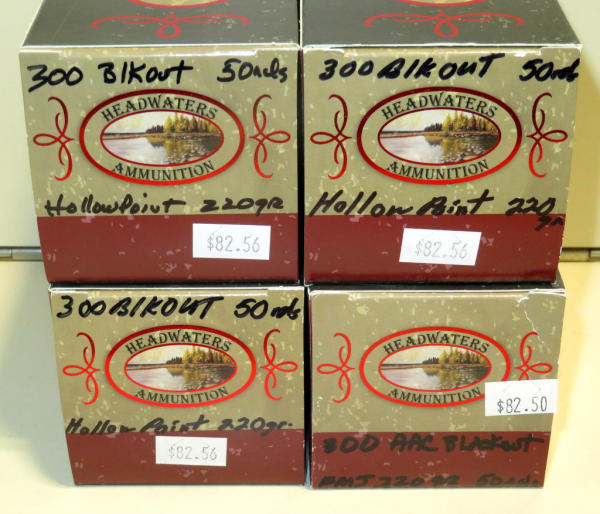 300 Blkout 50rds
HEADWATERS
AMMUNITION
Hollow Point 220gr
$82.56
300 Blkout 50rds
HEADWATERS
AMMUNITION
Hollow Point 220
gr
$82.56
300 Blkout 50rds
HEADWATERS
AMMUNITION
Hollow Point 220gr.
$82.56
HEADWATERS
AMMUNITION
$82.50
300 AAC Blackout
FMJ 220 gr 50rds.